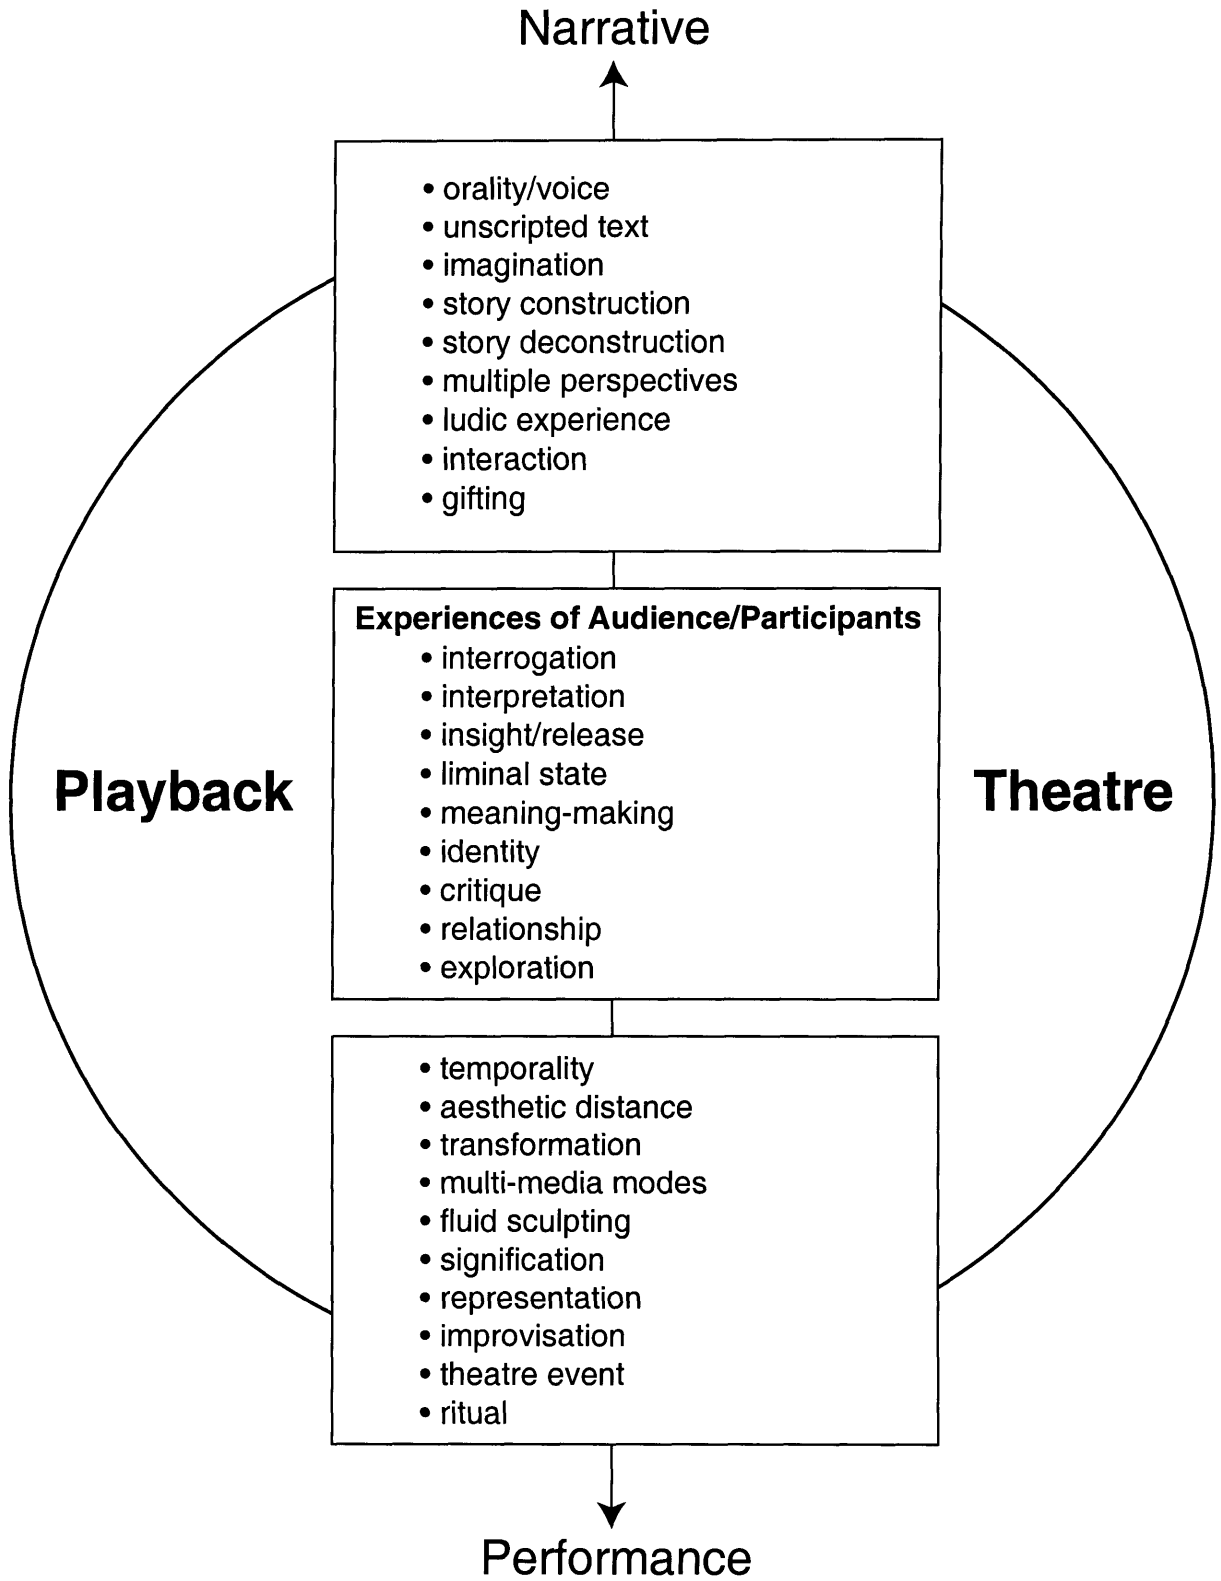 Narrative
• orality/voice
• unscripted text
• imagination
• story construction
• story deconstruction
• multiple perspectives
• ludic experience
• interaction
• gifting
Experiences of Audience/Participants
• interrogation
• interpretation
• insight/release
• liminal state
• meaning-making
• identity
• critique
• relationship
• exploration
Playback
Theatre
• temporality
• aesthetic distance
• transformation
• multi-media modes
• fluid sculpting
• signification
• representation
• improvisation
• theatre event
• ritual
Performance